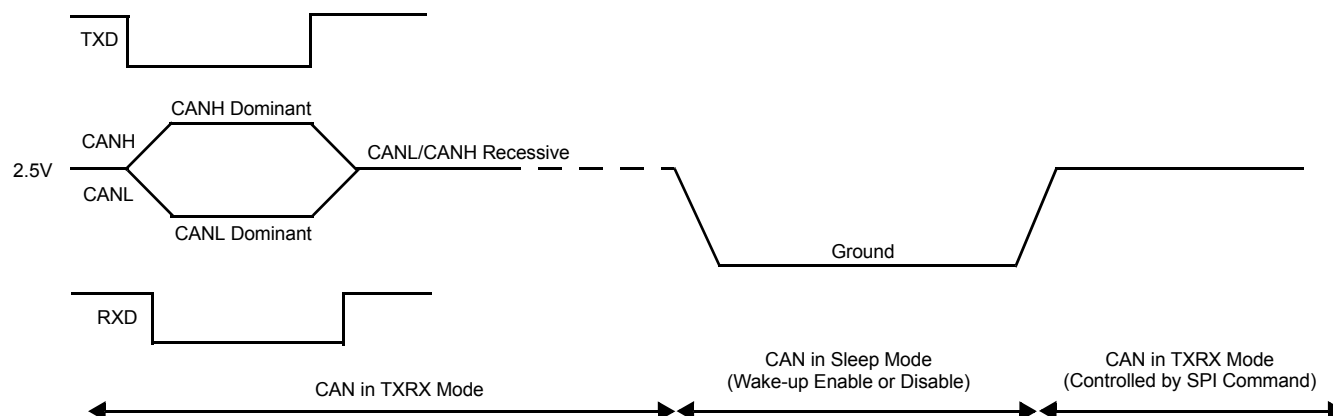 TXD
CANH Dominant
CANH
2.5V
CANL/CANH Recessive
CANL
CANL Dominant
Ground
RXD
CAN in TXRX Mode
CAN in Sleep Mode
(Wake-up Enable or Disable)
CAN in TXRX Mode
(Controlled by SPI Command)